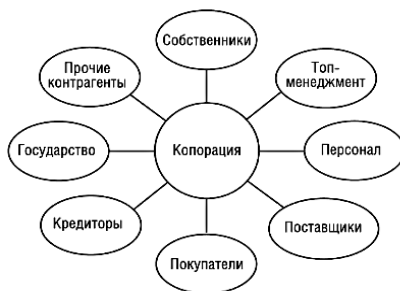 Собственники
Прочие
контрагенты
Топ-
менеджмент
Государство
Копорация
Персонал
Кредиторы
Поставщики
Покупатели